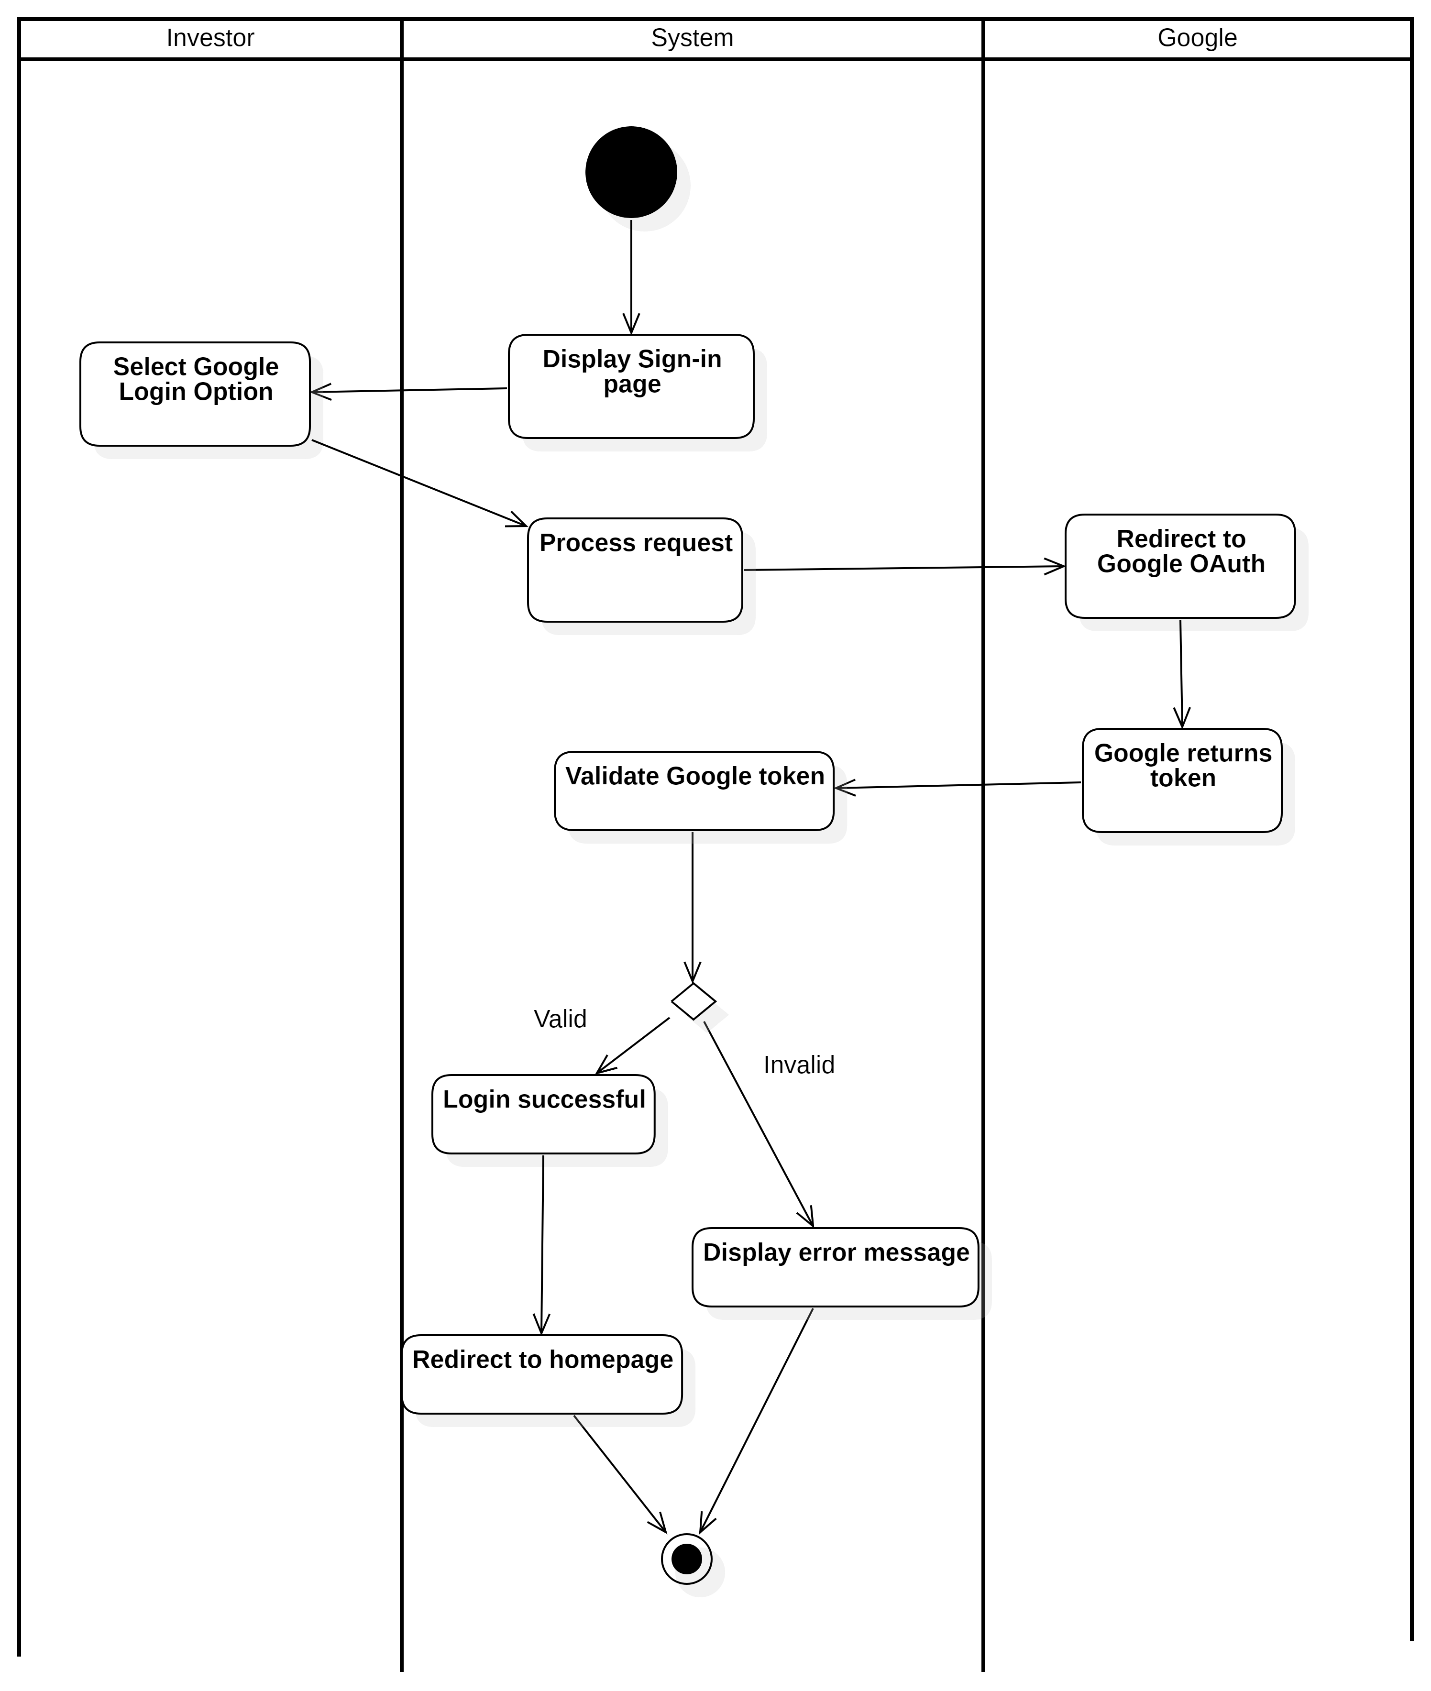 Investor
System
Google
Display Sign-in
page
Select Google
Login Option
Process request
Redirect to
Google OAuth
Google returns
token
Validate Google token
Valid
Invalid
Login successful
Display error message
Redirect to homepage